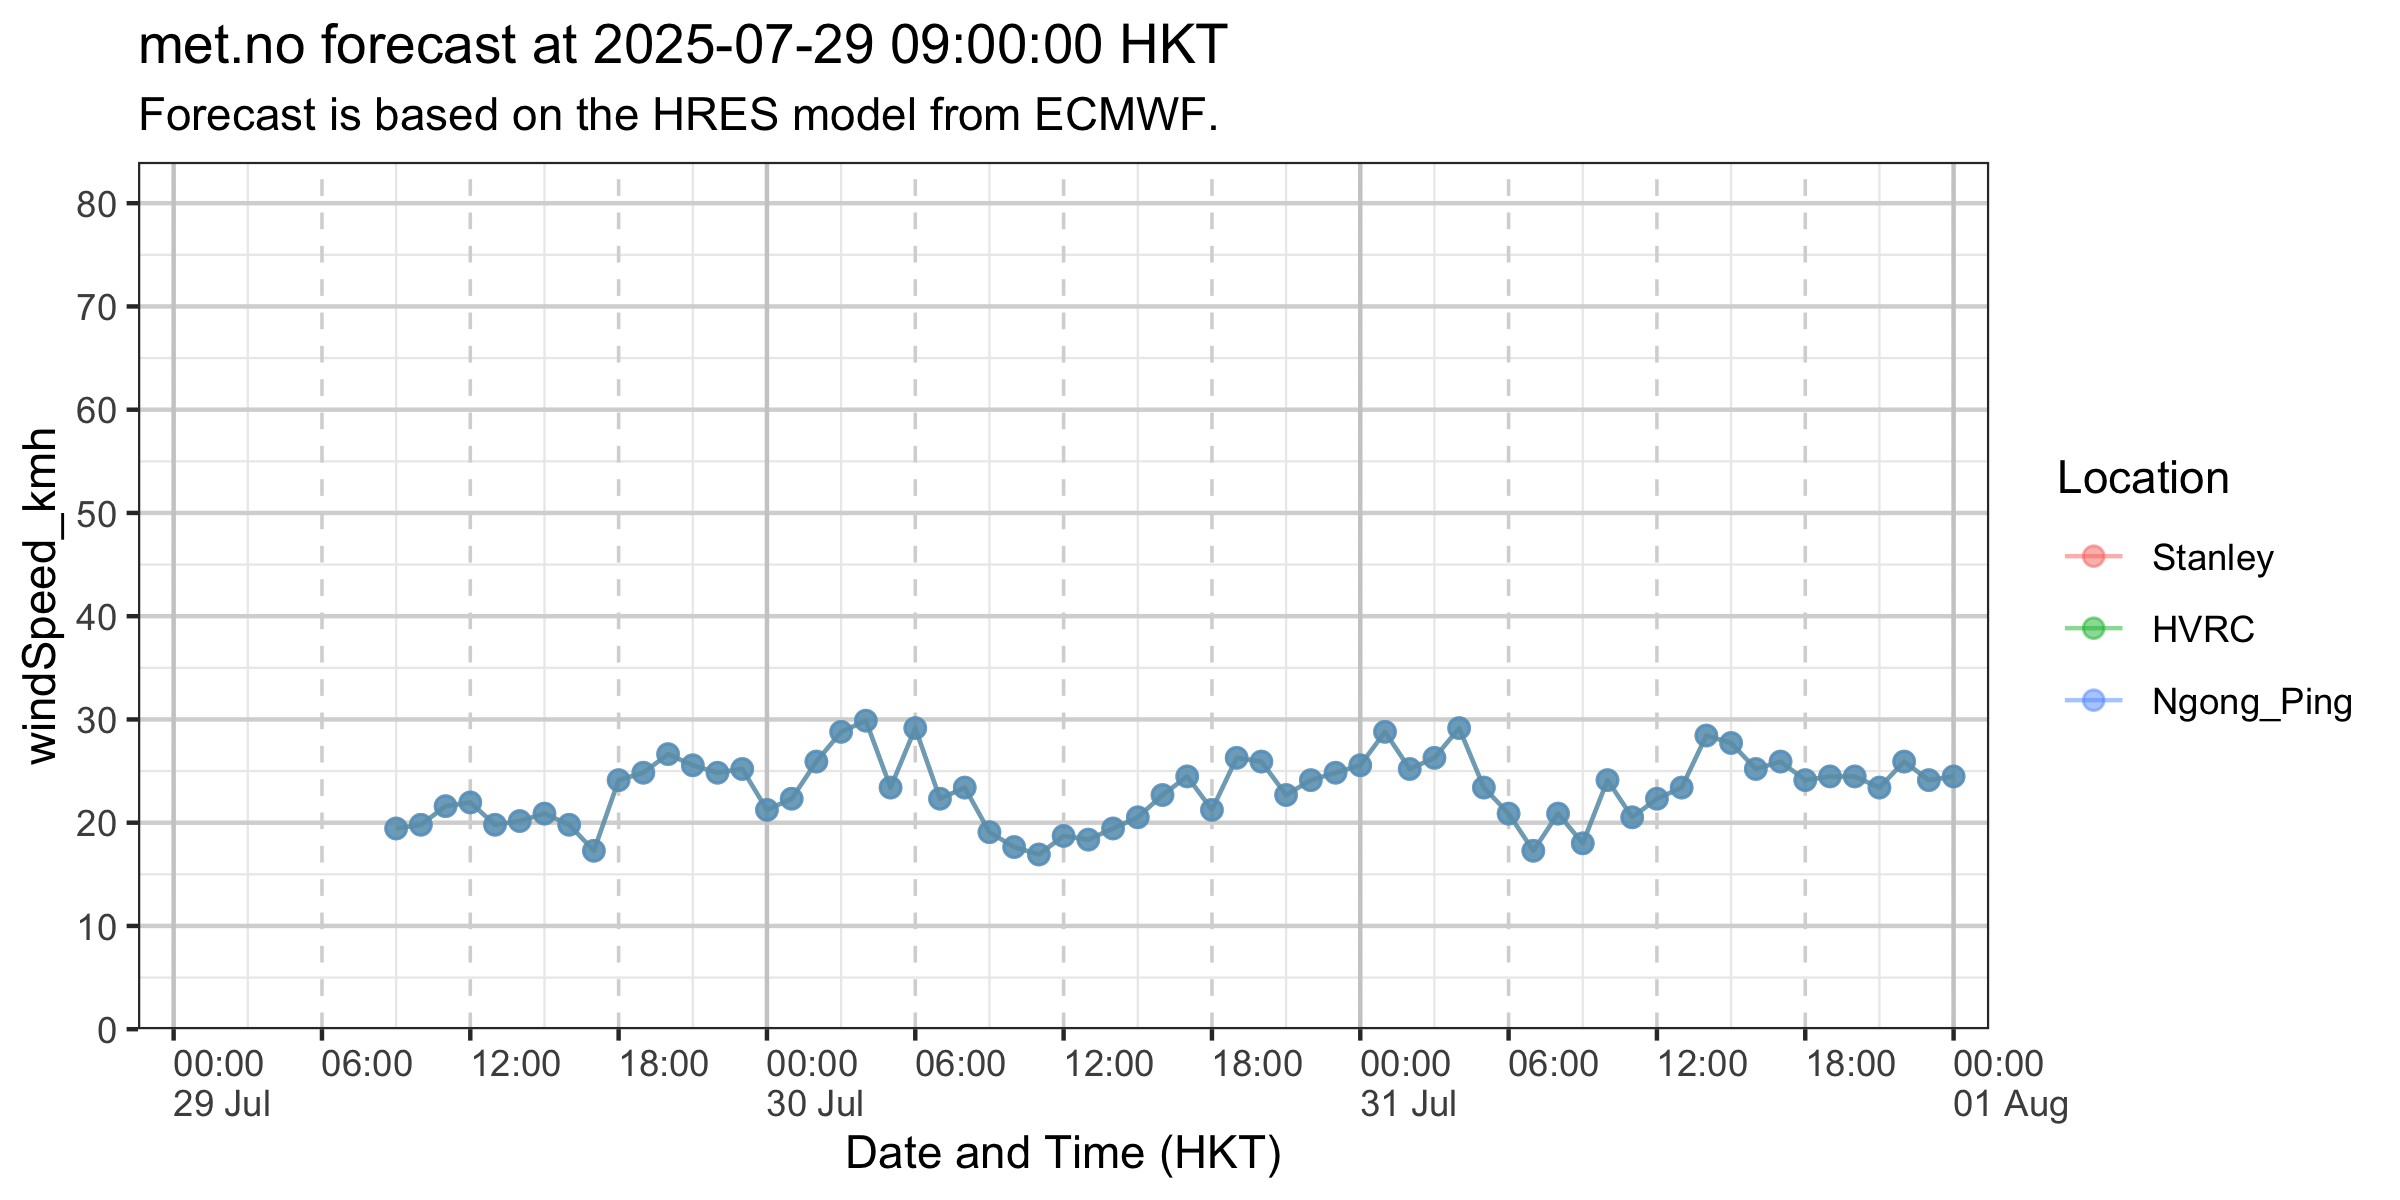 met.no forecast at 2025-07-29 09:00:00 HKT
Forecast is based on the HRES model from ECMWF.
windSpeed_kmh
80
70
60
50
40
30
20
10
0
00:00 06:00 12:00 18:00 00:00 06:00 12:00 18:00 00:00 06:00 12:00 18:00 00:00
29 Jul 30 Jul 31 Jul 01 Aug
Date and Time (HKT)
Location
Stanley
HVRC
Ngong_Ping